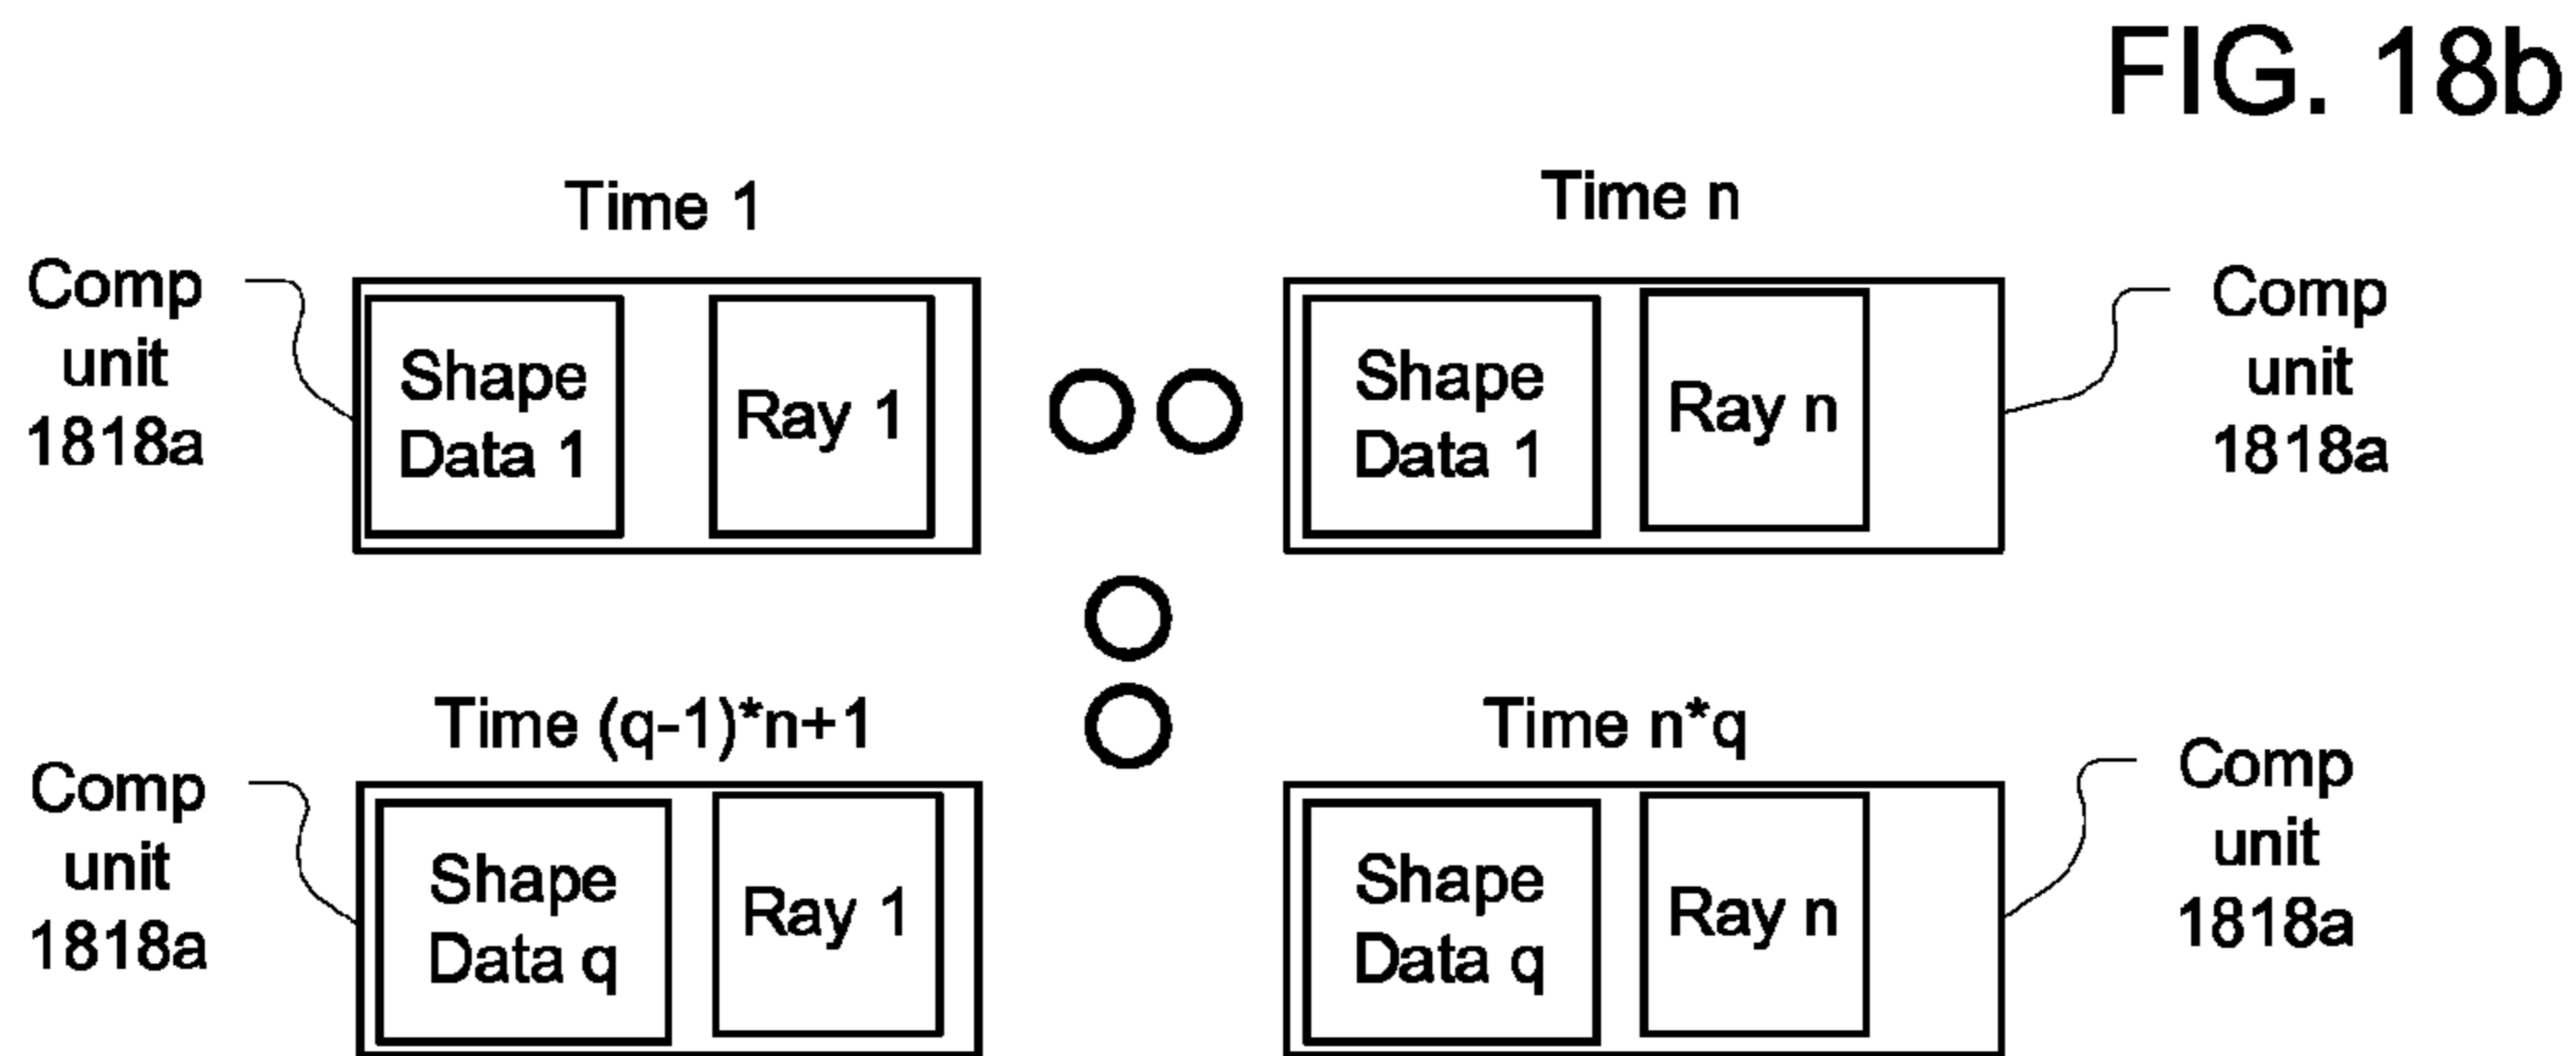 FIG. 18b
Time 1
Time n
Comp
unit
1818a
Shape
Data 1
Ray 1
Shape
Data 1
Ray n
Comp
unit
1818a
Time (q-1)*n+1
Time n*q
Comp
unit
1818a
Shape
Data q
Ray 1
Shape
Data q
Ray n
Comp
unit
1818a